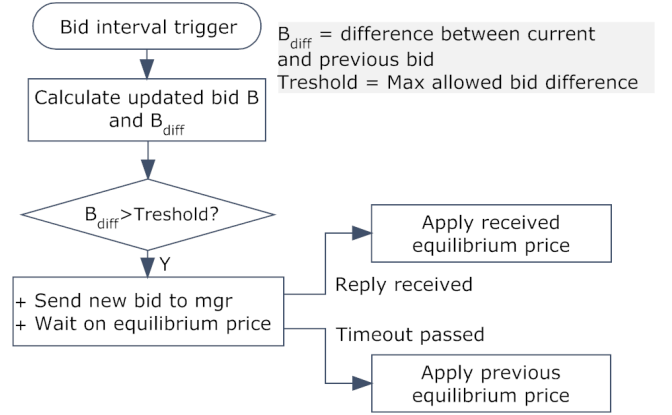 Bid interval trigger
B_diff = difference between current
and previous bid
Treshold = Max allowed bid difference
Calculate updated bid B
and B_diff
B_diff>Treshold?
Y
+ Send new bid to mgr
+ Wait on equilibrium price
Apply received
equilibrium price
Reply received
Timeout passed
Apply previous
equilibrium price